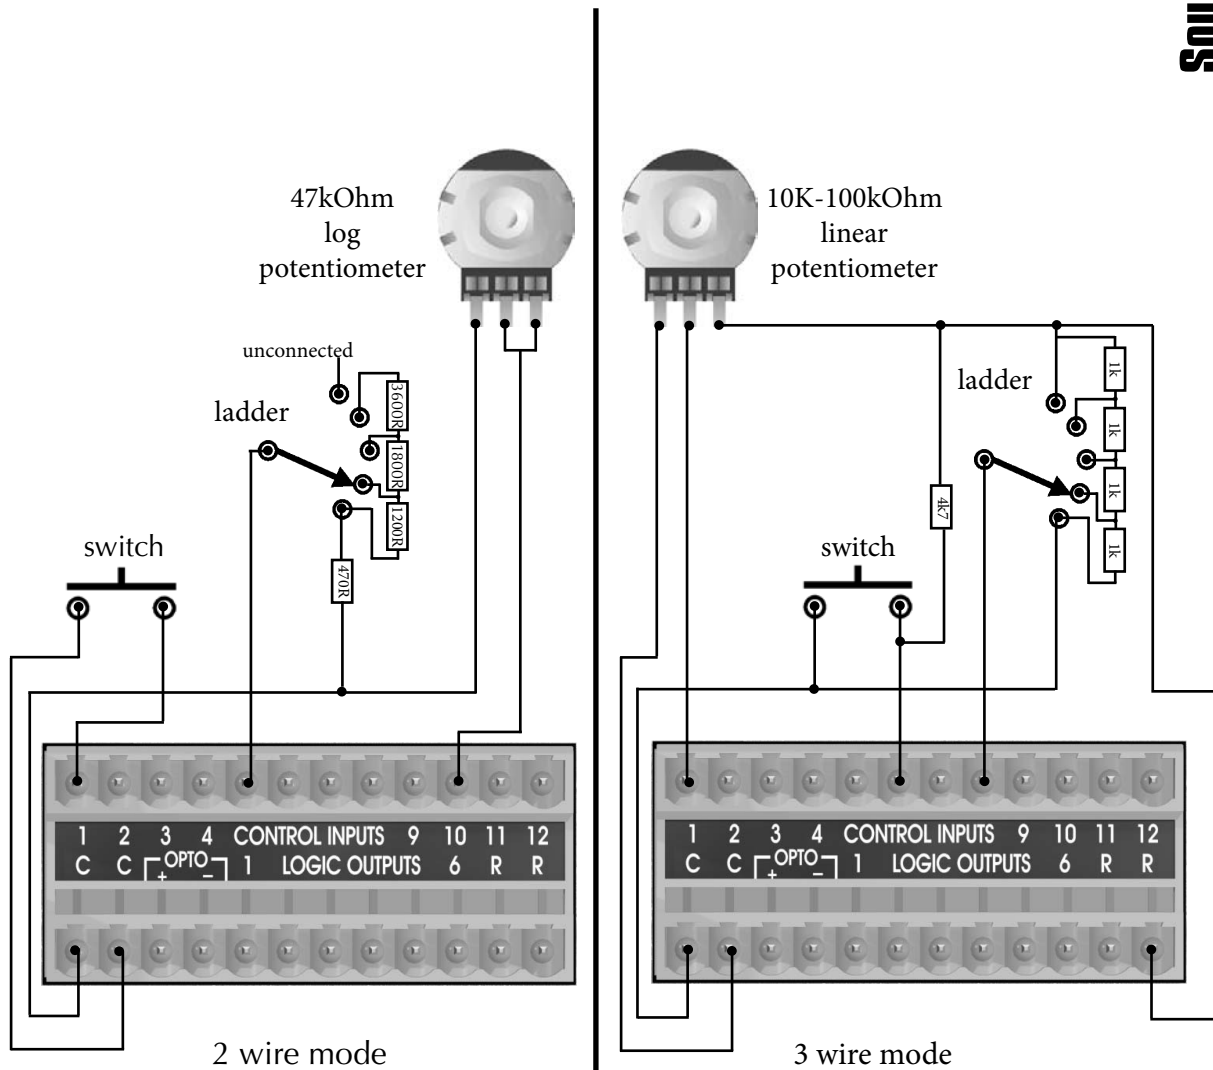 47kOhm
log
potentiometer
unconnected
ladder
3600R
1800R
1200R
470R
switch
1 2 3 4 CONTROL INPUTS 9 10 11 12
C C OPTO 1 LOGIC OUTPUTS 6 R R
+ −
2 wire mode
10K-100kOhm
linear
potentiometer
ladder
1k
1k
1k
1k
4k7
switch
1 2 3 4 CONTROL INPUTS 9 10 11 12
C C OPTO 1 LOGIC OUTPUTS 6 R R
+ −
3 wire mode